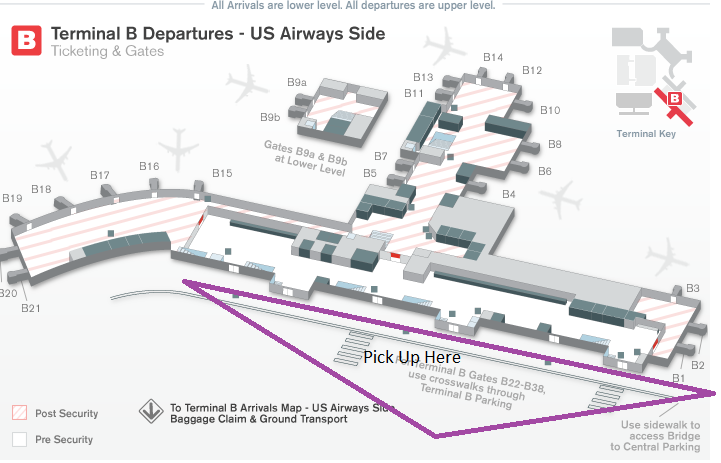 All Arrivals are lower level. All departures are upper level.
B
Terminal B Departures - US Airways Side
Ticketing & Gates
B14
B13
B12
B9a
B11
B10
B
B9b
Terminal Key
Gates B9a & B9b
at Lower Level
B7
B8
B16
B5
B6
B17
B15
B18
B4
B19
B3
B20
B21
B2
Pick Up Here
Terminal B Gates B22-B38,
use crosswalks through
Terminal B Parking
B1
Post Security
To Terminal B Arrivals Map - US Airways Side
Baggage Claim & Ground Transport
Pre Security
Use sidewalk to
access Bridge
to Central Parking